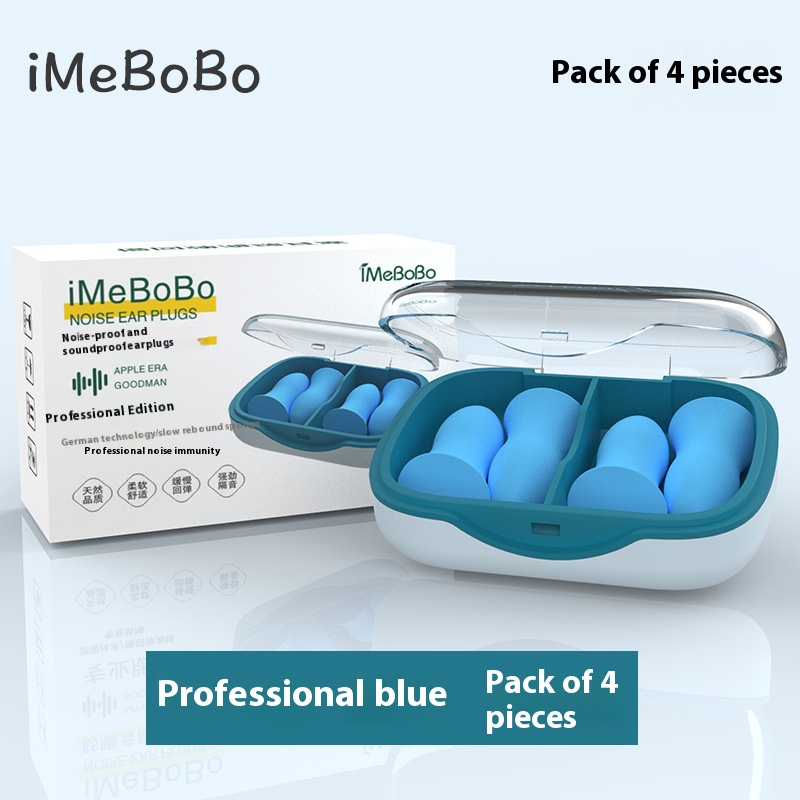 iMeBoBo
Pack of 4 pieces
iMeBoBo
iMeBoBo
NOISE EAR PLUGS
Noise-proof and
soundproofearplugs
APPLE ERA
GOODMAN
Professional Edition
German technology/slow rebound
Professional noise immunity
天然
品质
柔软
舒适
缓慢
回弹
强劲
隔音
iMeBoBo
Professional blue
Pack of 4
pieces